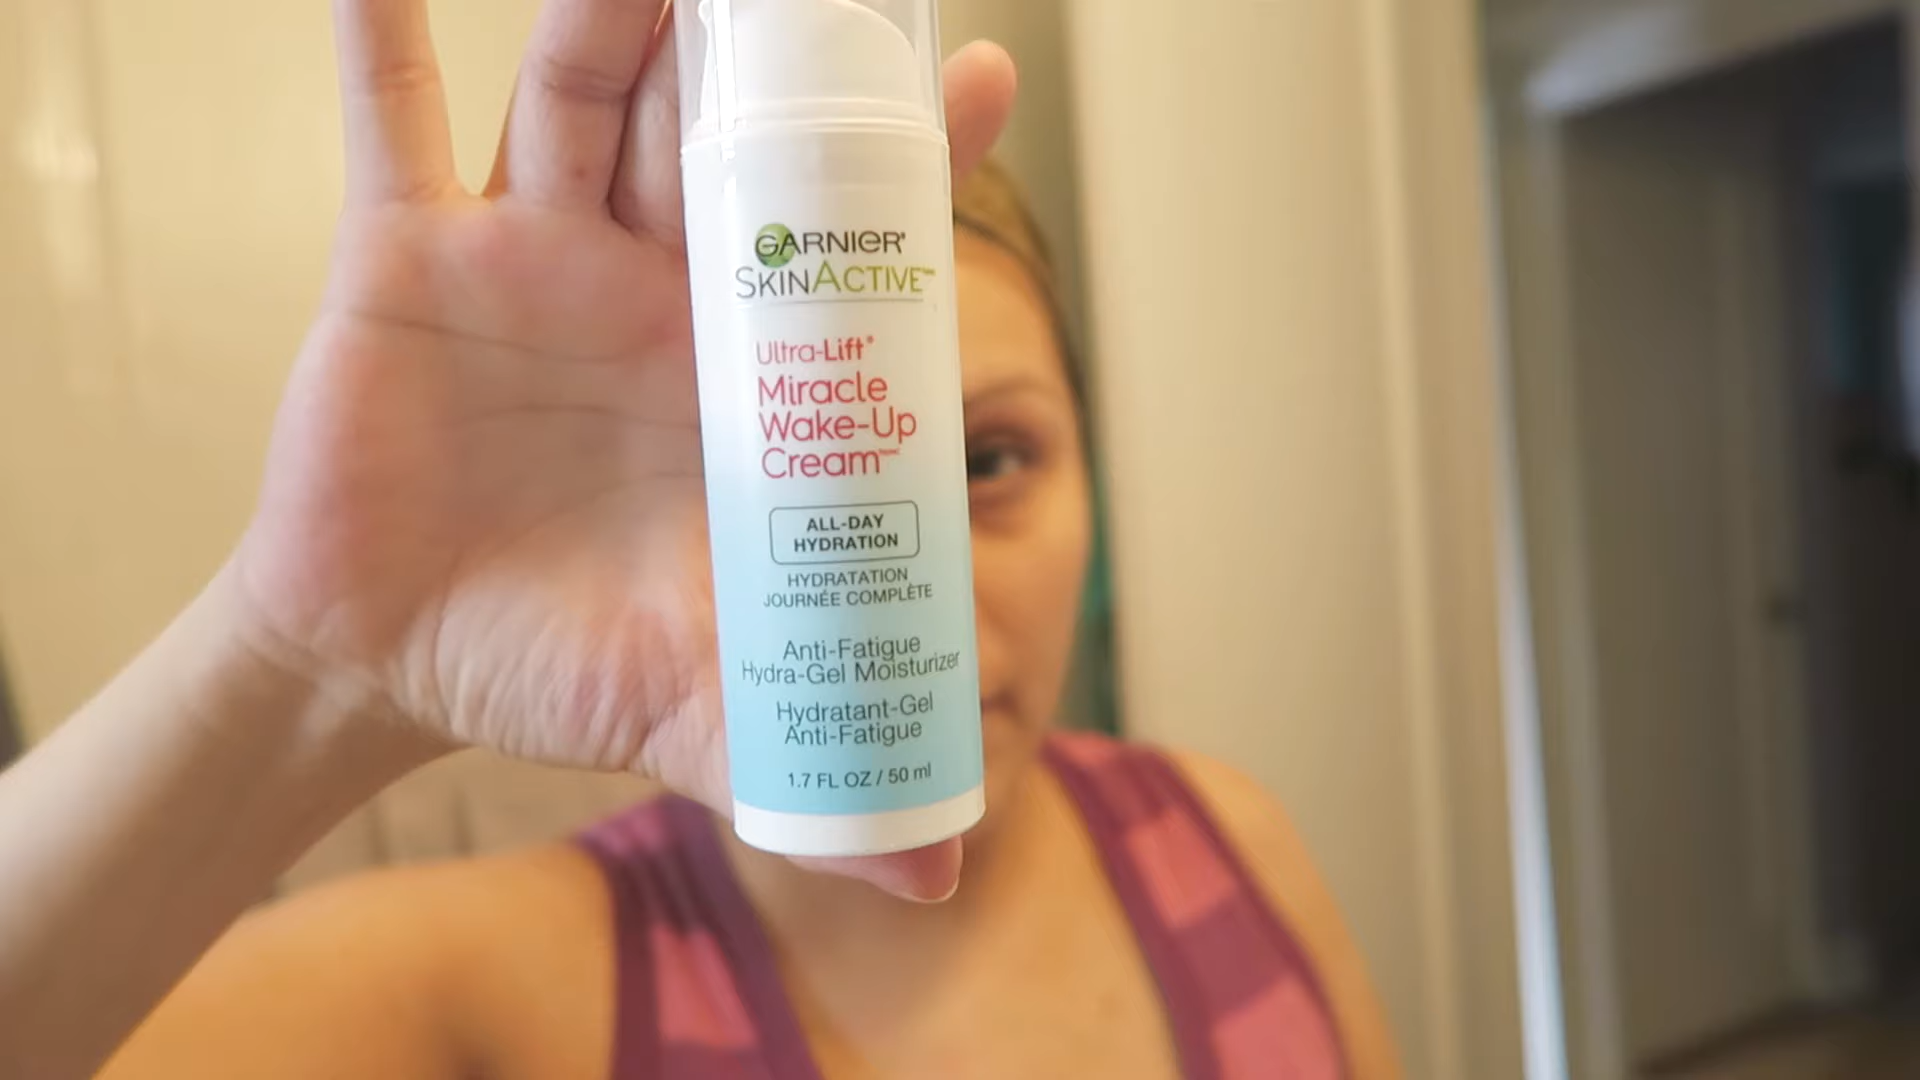 GARNIER
SKINACTIVE
Ultra-Lift®
Miracle
Wake-Up
Cream
ALL-DAY
HYDRATION
HYDRATATION
JOURNÉE COMPLÈTE
Anti-Fatigue
Hydra-Gel Moisturizer
Hydratant-Gel
Anti-Fatigue
1.7 FL OZ / 50 ml